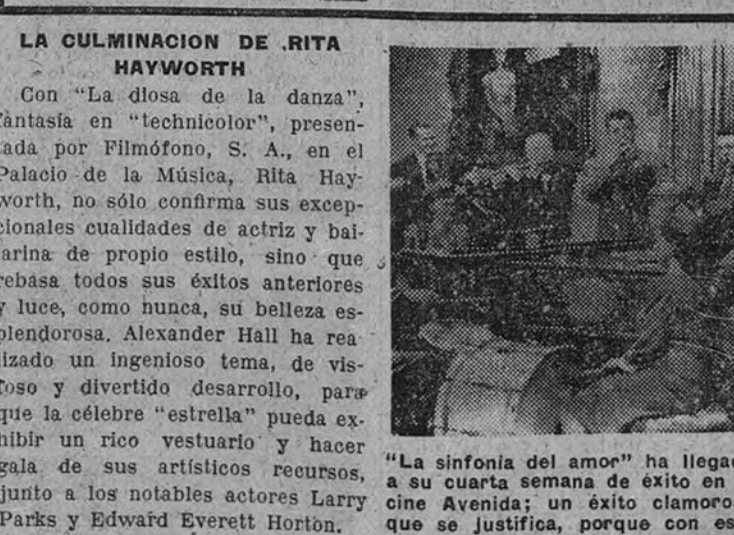 LA CULMINACION DE RITA
HAYWORTH
Con "La diosa de la danza",
fantasía en "technicolor", presen-
tada por Filmófono, S. A., en el
Palacio de la Música, Rita Hay-
worth, no sólo confirma sus excep-
cionales cualidades de actriz y bai-
larina de propio estilo, sino que
rebasa todos sus éxitos anteriores
y luce, como nunca, su belleza es-
plendorosa. Alexander Hall ha rea
lizado un ingenioso tema, de vis-
toso y divertido desarrollo, para
que la célebre "estrella" pueda ex-
hibir un rico vestuario y hacer
gala de sus artísticos recursos,
junto a los notables actores Larry
Parks y Edward Everett Horton.
"La sinfonía del amor" ha llegad
a su cuarta semana de éxito en
cine Avenida; un éxito clamoros
que se justifica, porque con es